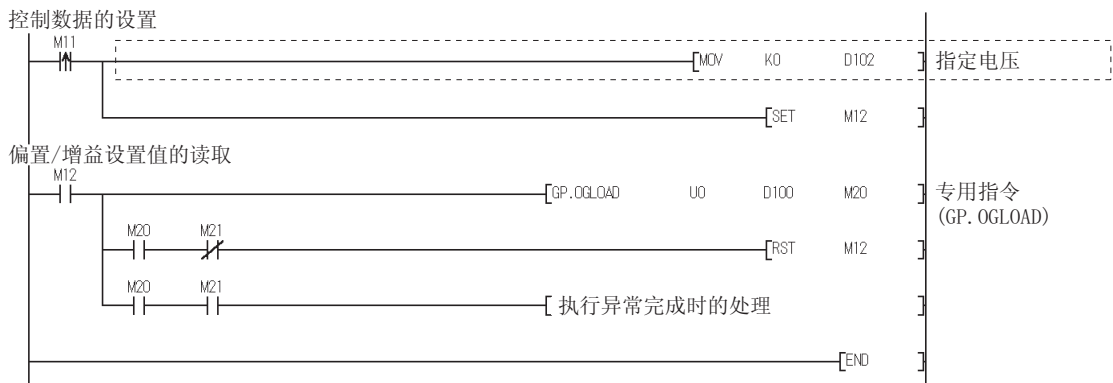 控制数据的设置
M11
MOV K0 D102 指定电压
SET M12
偏置/增益设置值的读取
M12
GP.OGLOAD U0 D100 M20 专用指令
(GP.OGLOAD)
M20 M21
RST M12
M20 M21
执行异常完成时的处理
END